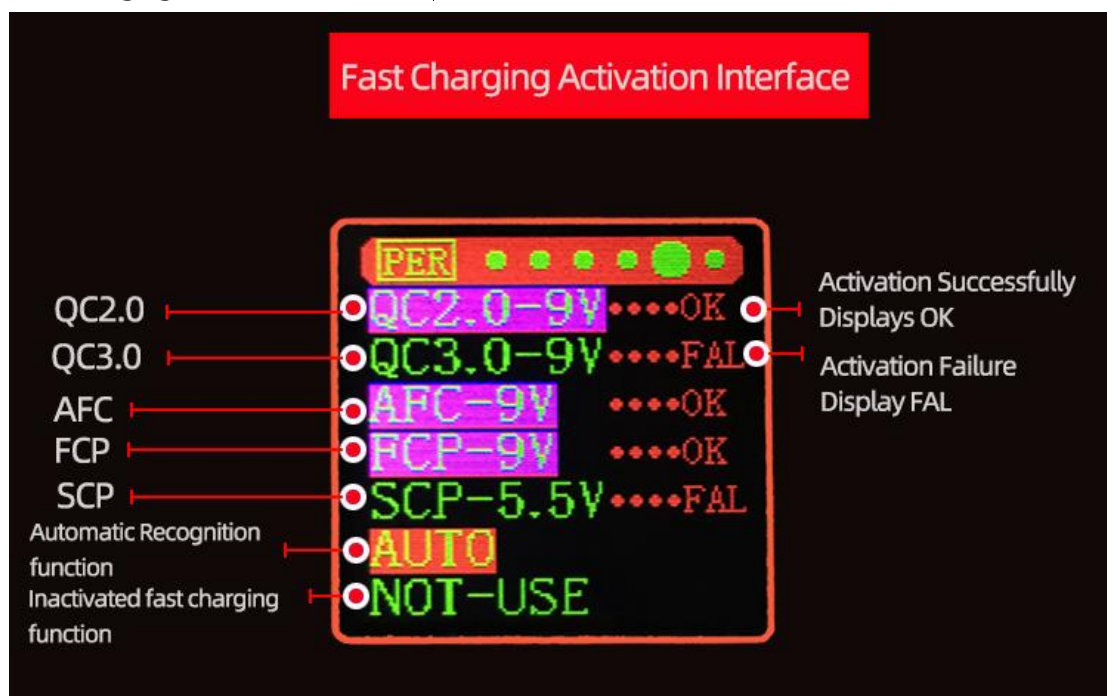 Fast Charging Activation Interface
PER
QC2.0
QC2.0-9V····OK
Activation Successfully
Displays OK
QC3.0
QC3.0-9V····FAL
Activation Failure
Display FAL
AFC
AFC-9V ····OK
FCP
FCP-9V ····OK
SCP
SCP-5.5V····FAL
Automatic Recognition
function
AUTO
Inactivated fast charging
function
NOT-USE